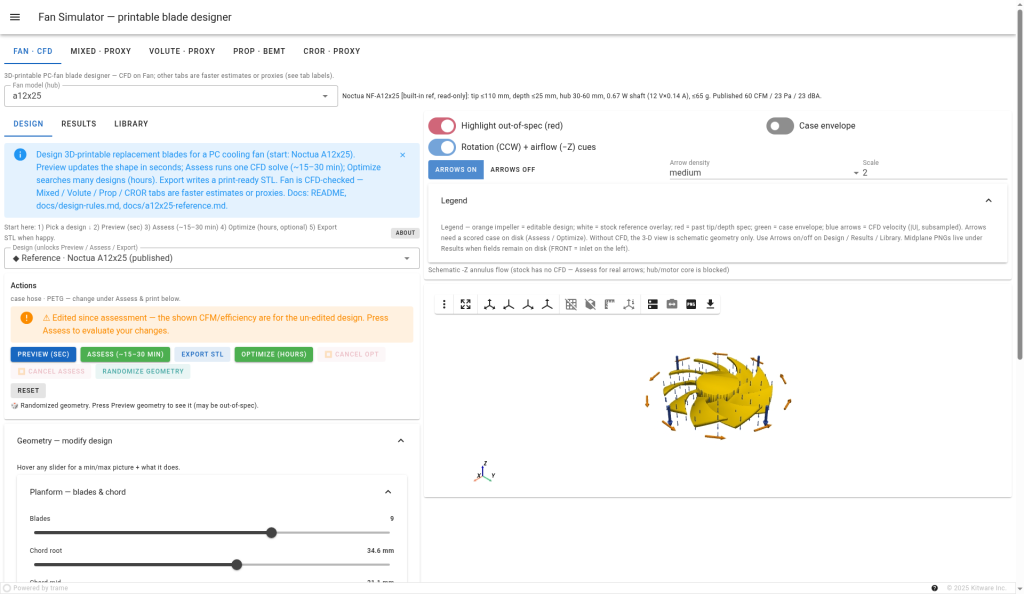 Fan Simulator — printable blade designer
FAN · CFD
MIXED · PROXY
VOLUTE · PROXY
PROP · BEMT
CROR · PROXY
3D-printable PC-fan blade designer — CFD on Fan; other tabs are faster estimates or proxies (see tab labels).
Fan model (hub)
a12x25
Noctua NF-A12x25 [built-in ref, read-only]: tip ≤110 mm, depth ≤25 mm, hub 30-60 mm, 0.67 W shaft (12 V×0.14 A), ≤65 g. Published 60 CFM / 23 Pa / 23 dBA.
DESIGN
RESULTS
LIBRARY
Design 3D-printable replacement blades for a PC cooling fan (start: Noctua A12x25).
Preview updates the shape in seconds; Assess runs one CFD solve (~15–30 min); Optimize
searches many designs (hours). Export writes a print-ready STL. Fan is CFD-checked —
Mixed / Volute / Prop / CROR tabs are faster estimates or proxies. Docs: README,
docs/design-rules.md, docs/a12x25-reference.md.
Start here: 1) Pick a design ↓ 2) Preview (sec) 3) Assess (~15–30 min) 4) Optimize (hours, optional) 5) Export
STL when happy.
ABOUT
Design (unlocks Preview / Assess / Export)
◆ Reference · Noctua A12x25 (published)
Actions
case hose · PETG — change under Assess & print below.
⚠ Edited since assessment — the shown CFM/efficiency are for the un-edited design. Press
Assess to evaluate your changes.
PREVIEW (SEC)
ASSESS (~15–30 MIN)
EXPORT STL
OPTIMIZE (HOURS)
CANCEL OPT
CANCEL ASSESS
RANDOMIZE GEOMETRY
RESET
🎲 Randomized geometry. Press Preview geometry to see it (may be out-of-spec).
Geometry — modify design
Hover any slider for a min/max picture + what it does.
Planform — blades & chord
Blades
9
Chord root
34.6 mm
Highlight out-of-spec (red)
Case envelope
Rotation (CCW) + airflow (−Z) cues
ARROWS ON
ARROWS OFF
Arrow density
medium
Scale
2
Legend
Legend — orange impeller = editable design; white = stock reference overlay; red = past tip/depth spec; green = case envelope; blue arrows = CFD velocity (|U|, subsampled). Arrows
need a scored case on disk (Assess / Optimize). Without CFD, the 3-D view is schematic geometry only. Use Arrows on/off on Design / Results / Library. Midplane PNGs live under
Results when fields remain on disk (FRONT = inlet on the left).
Schematic -Z annulus flow (stock has no CFD — Assess for real arrows; hub/motor core is blocked)
PNG
Z
X
Y
Powered by trame
© 2025 Kitware Inc.